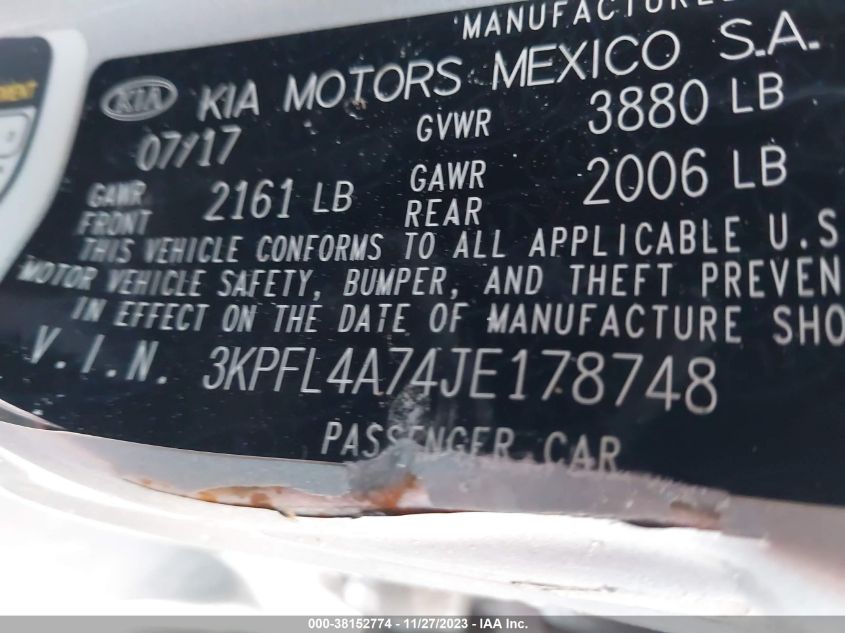 MANUFACTURE
KIA KIA MOTORS MEXICO S.A.
07/17 GVWR 3880 LB
GAWR FRONT 2161 LB GAWR REAR 2006 LB
THIS VEHICLE CONFORMS TO ALL APPLICABLE U.S
MOTOR VEHICLE SAFETY, BUMPER, AND THEFT PREVEN
IN EFFECT ON THE DATE OF MANUFACTURE SHO
V.I.N. 3KPFL4A74JE178748
PASSENGER CAR
000-38152774 - 11/27/2023 - IAA Inc.